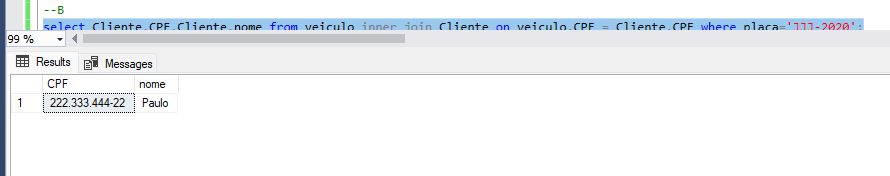 --B
select Cliente.CPF,Cliente.nome from veiculo inner join Cliente on veiculo.CPF = Cliente.CPF where placa='JJJ-2020';
99 %
Results Messages
CPF nome
1 222.333.444-22 Paulo